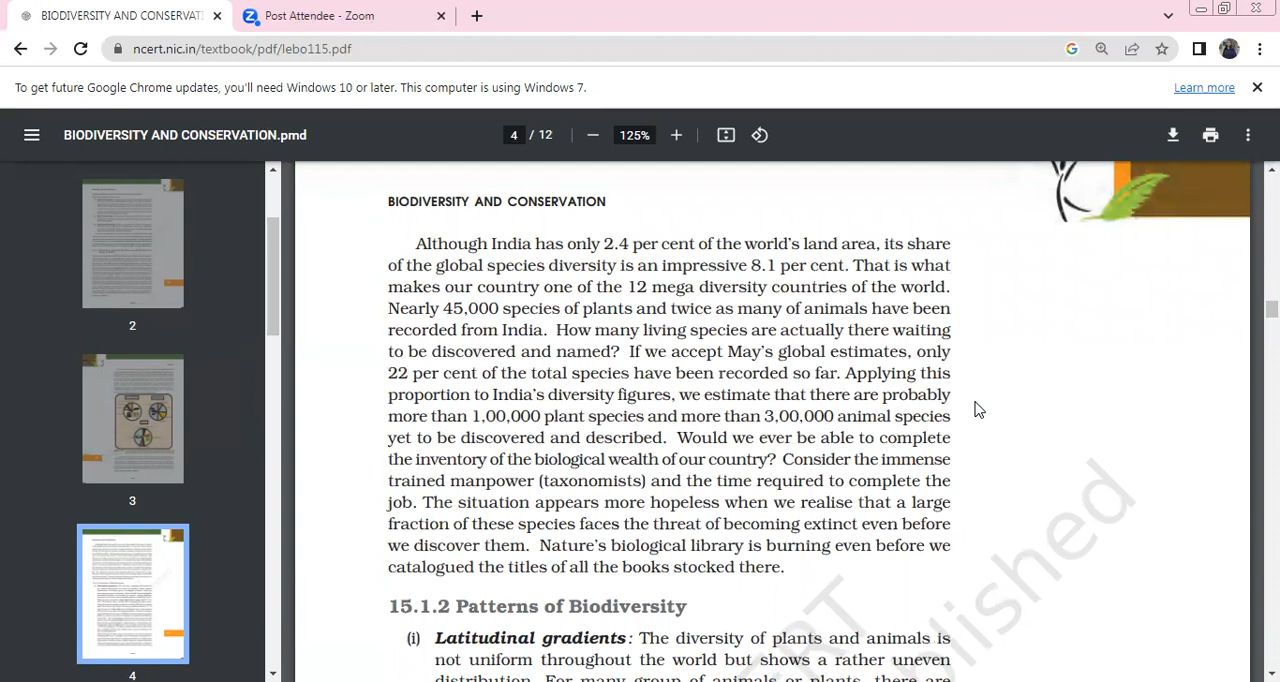 BIODIVERSITY AND CONSERVATI
Post Attendee - Zoom
ncert.nic.in/textbook/pdf/lebo115.pdf
To get future Google Chrome updates, you'll need Windows 10 or later. This computer is using Windows 7.
Learn more
BIODIVERSITY AND CONSERVATION.pmd
4 / 12
125%
2
3
4
BIODIVERSITY AND CONSERVATION
Although India has only 2.4 per cent of the world's land area, its share
of the global species diversity is an impressive 8.1 per cent. That is what
makes our country one of the 12 mega diversity countries of the world.
Nearly 45,000 species of plants and twice as many of animals have been
recorded from India. How many living species are actually there waiting
to be discovered and named? If we accept May's global estimates, only
22 per cent of the total species have been recorded so far. Applying this
proportion to India's diversity figures, we estimate that there are probably
more than 1,00,000 plant species and more than 3,00,000 animal species
yet to be discovered and described. Would we ever be able to complete
the inventory of the biological wealth of our country? Consider the immense
trained manpower (taxonomists) and the time required to complete the
job. The situation appears more hopeless when we realise that a large
fraction of these species faces the threat of becoming extinct even before
we discover them. Nature's biological library is burning even before we
catalogued the titles of all the books stocked there.
15.1.2 Patterns of Biodiversity
(i) Latitudinal gradients: The diversity of plants and animals is
not uniform throughout the world but shows a rather uneven
distribution. For many group of animals or plants, there are